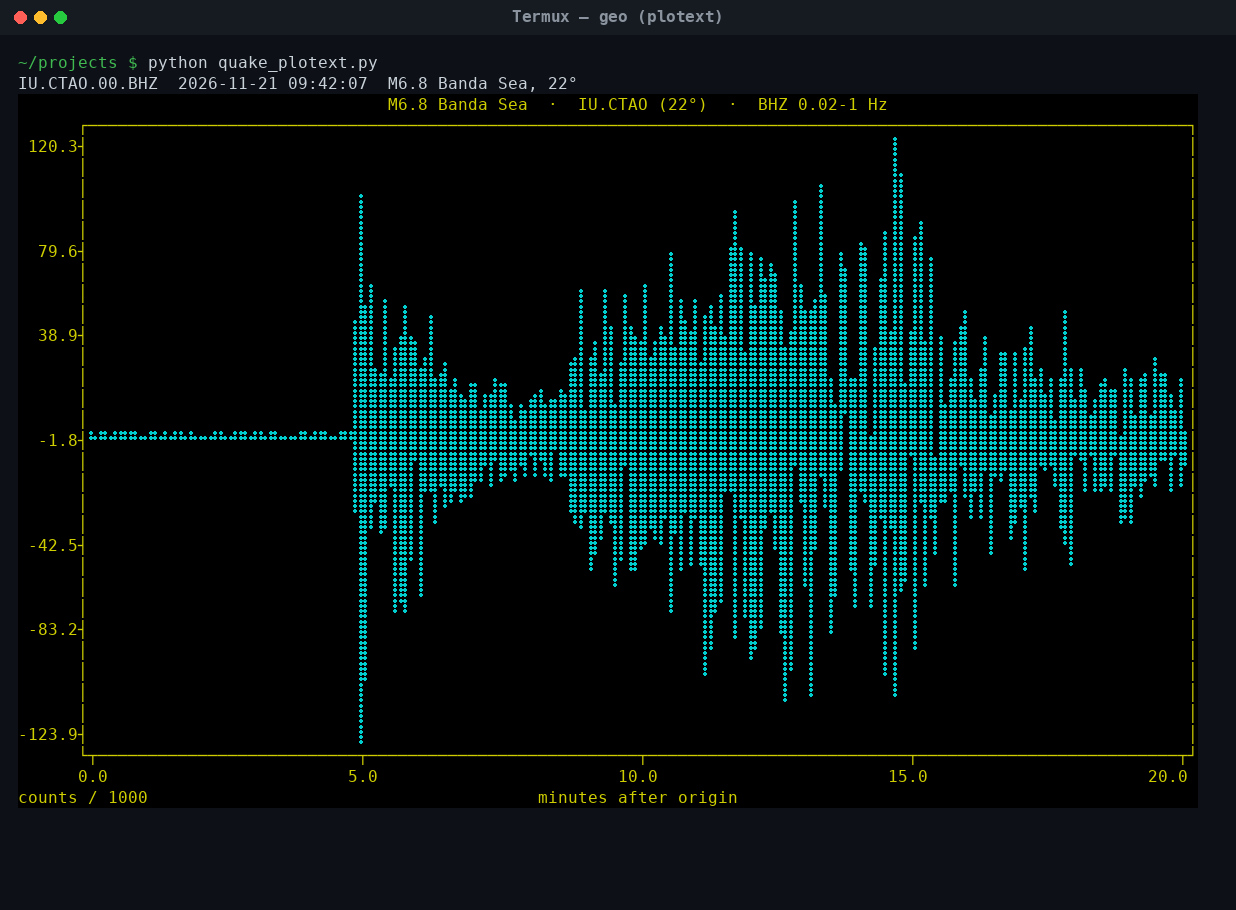 Termux — geo (plotext)
~/projects $ python quake_plotext.py
IU.CTAO.00.BHZ  2026-11-21 09:42:07  M6.8 Banda Sea, 22°
M6.8 Banda Sea  ·  IU.CTAO (22°)  ·  BHZ 0.02-1 Hz
120.3
79.6
38.9
-1.8
-42.5
-83.2
-123.9
0.0 5.0 10.0 15.0 20.0
counts / 1000 minutes after origin